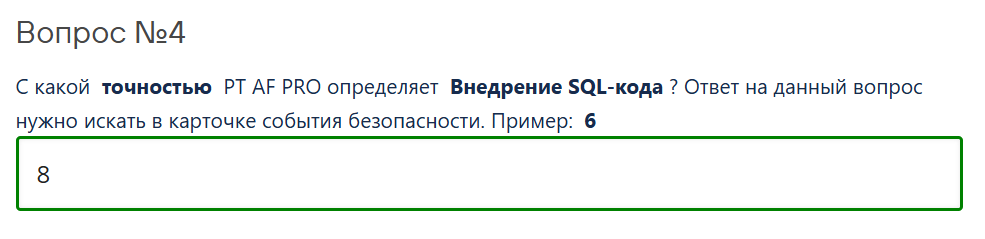 Вопрос №4
С какой точностью PT AF PRO определяет Внедрение SQL-кода ? Ответ на данный вопрос
нужно искать в карточке события безопасности. Пример: 6
8